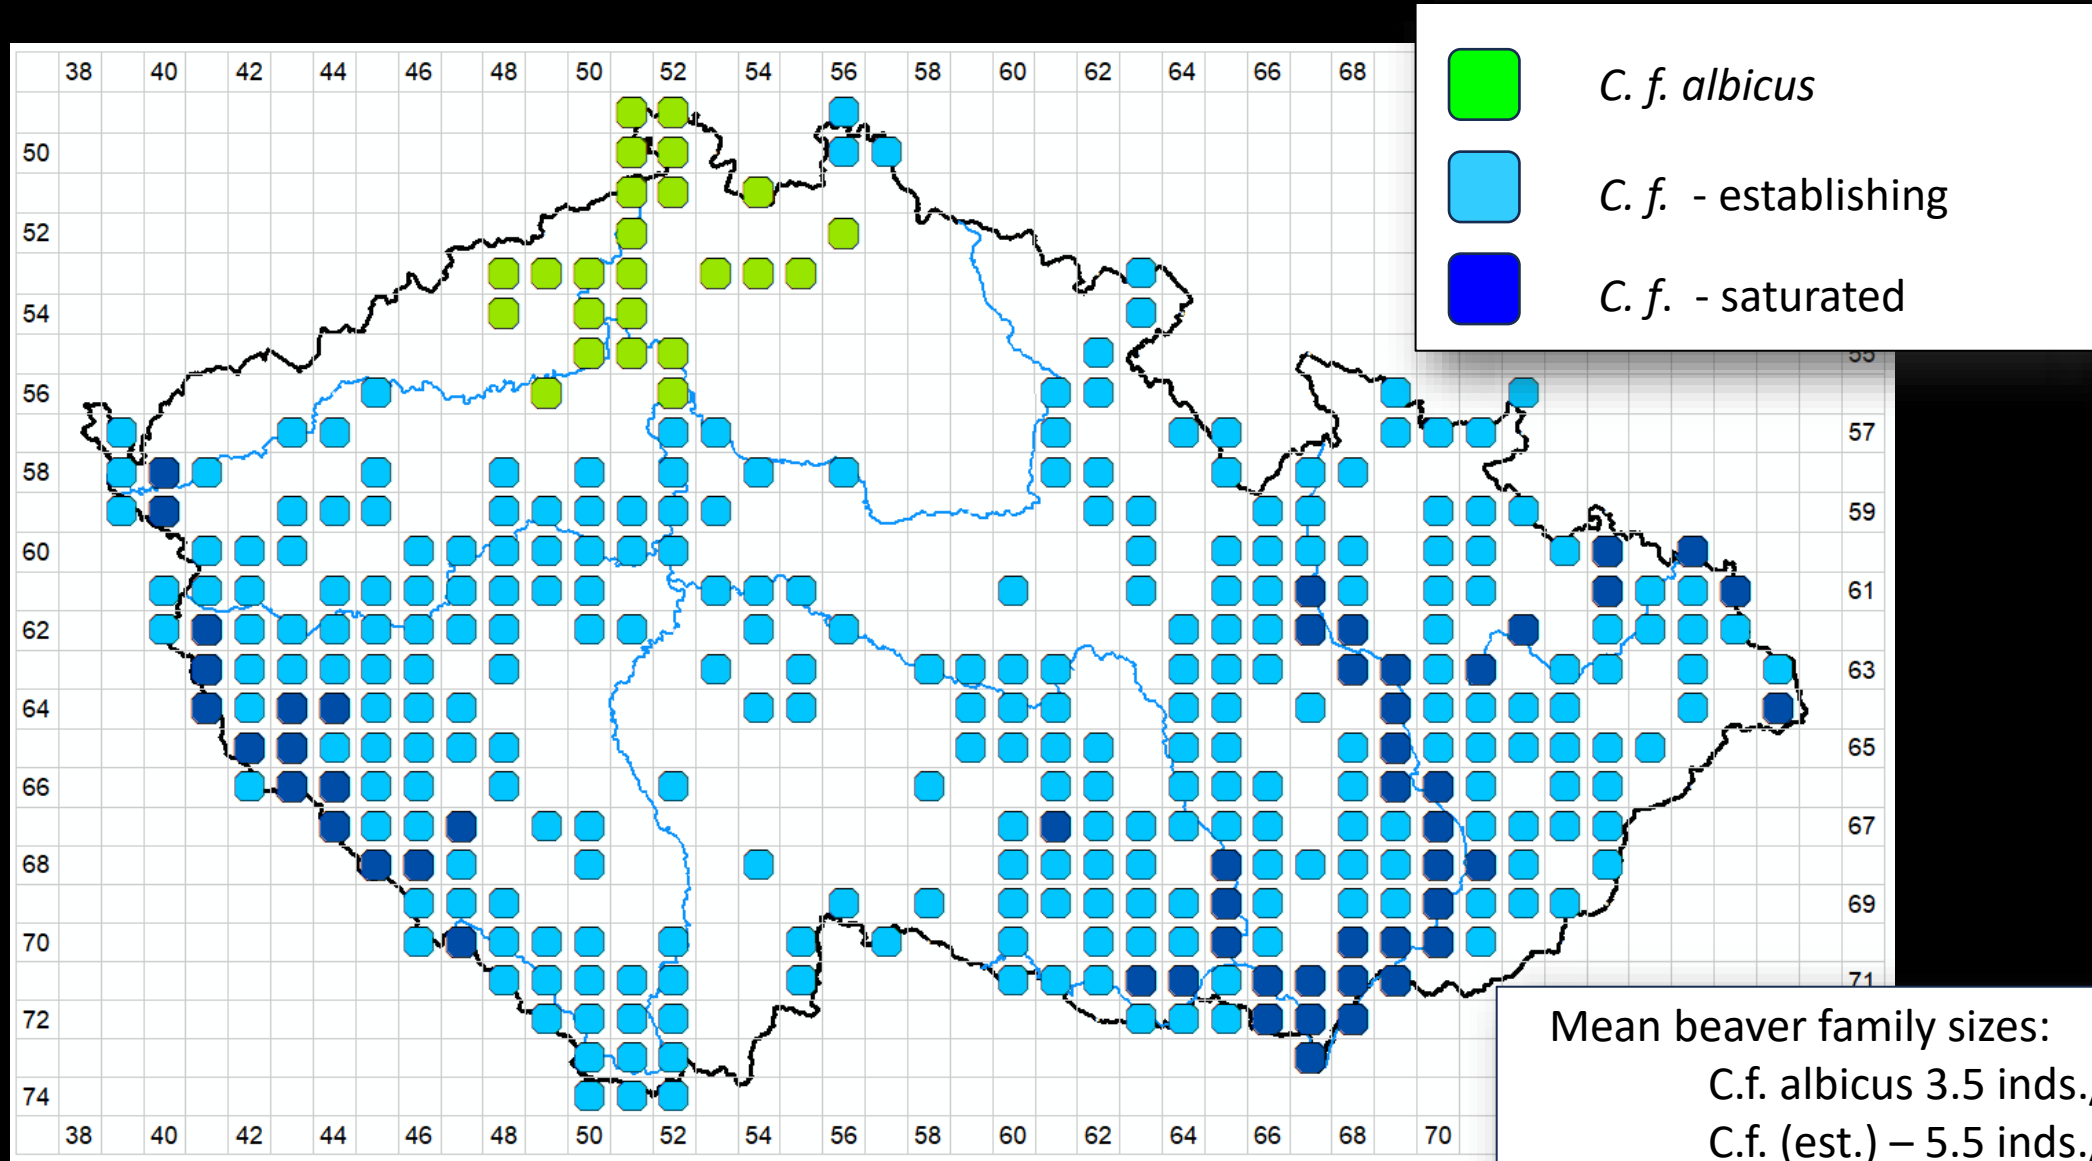 38 40 42 44 46 48 50 52 54 56 58 60 62 64 66 68
C. f. albicus
C. f. - establishing
C. f. - saturated
50
52
54
55
56
57
58
59
60
61
62
63
64
65
66
67
68
69
70
71
72
74
38 40 42 44 46 48 50 52 54 56 58 60 62 64 66 68 70
Mean beaver family sizes:
C.f. albicus 3.5 inds.,
C.f. (est.) – 5.5 inds.,